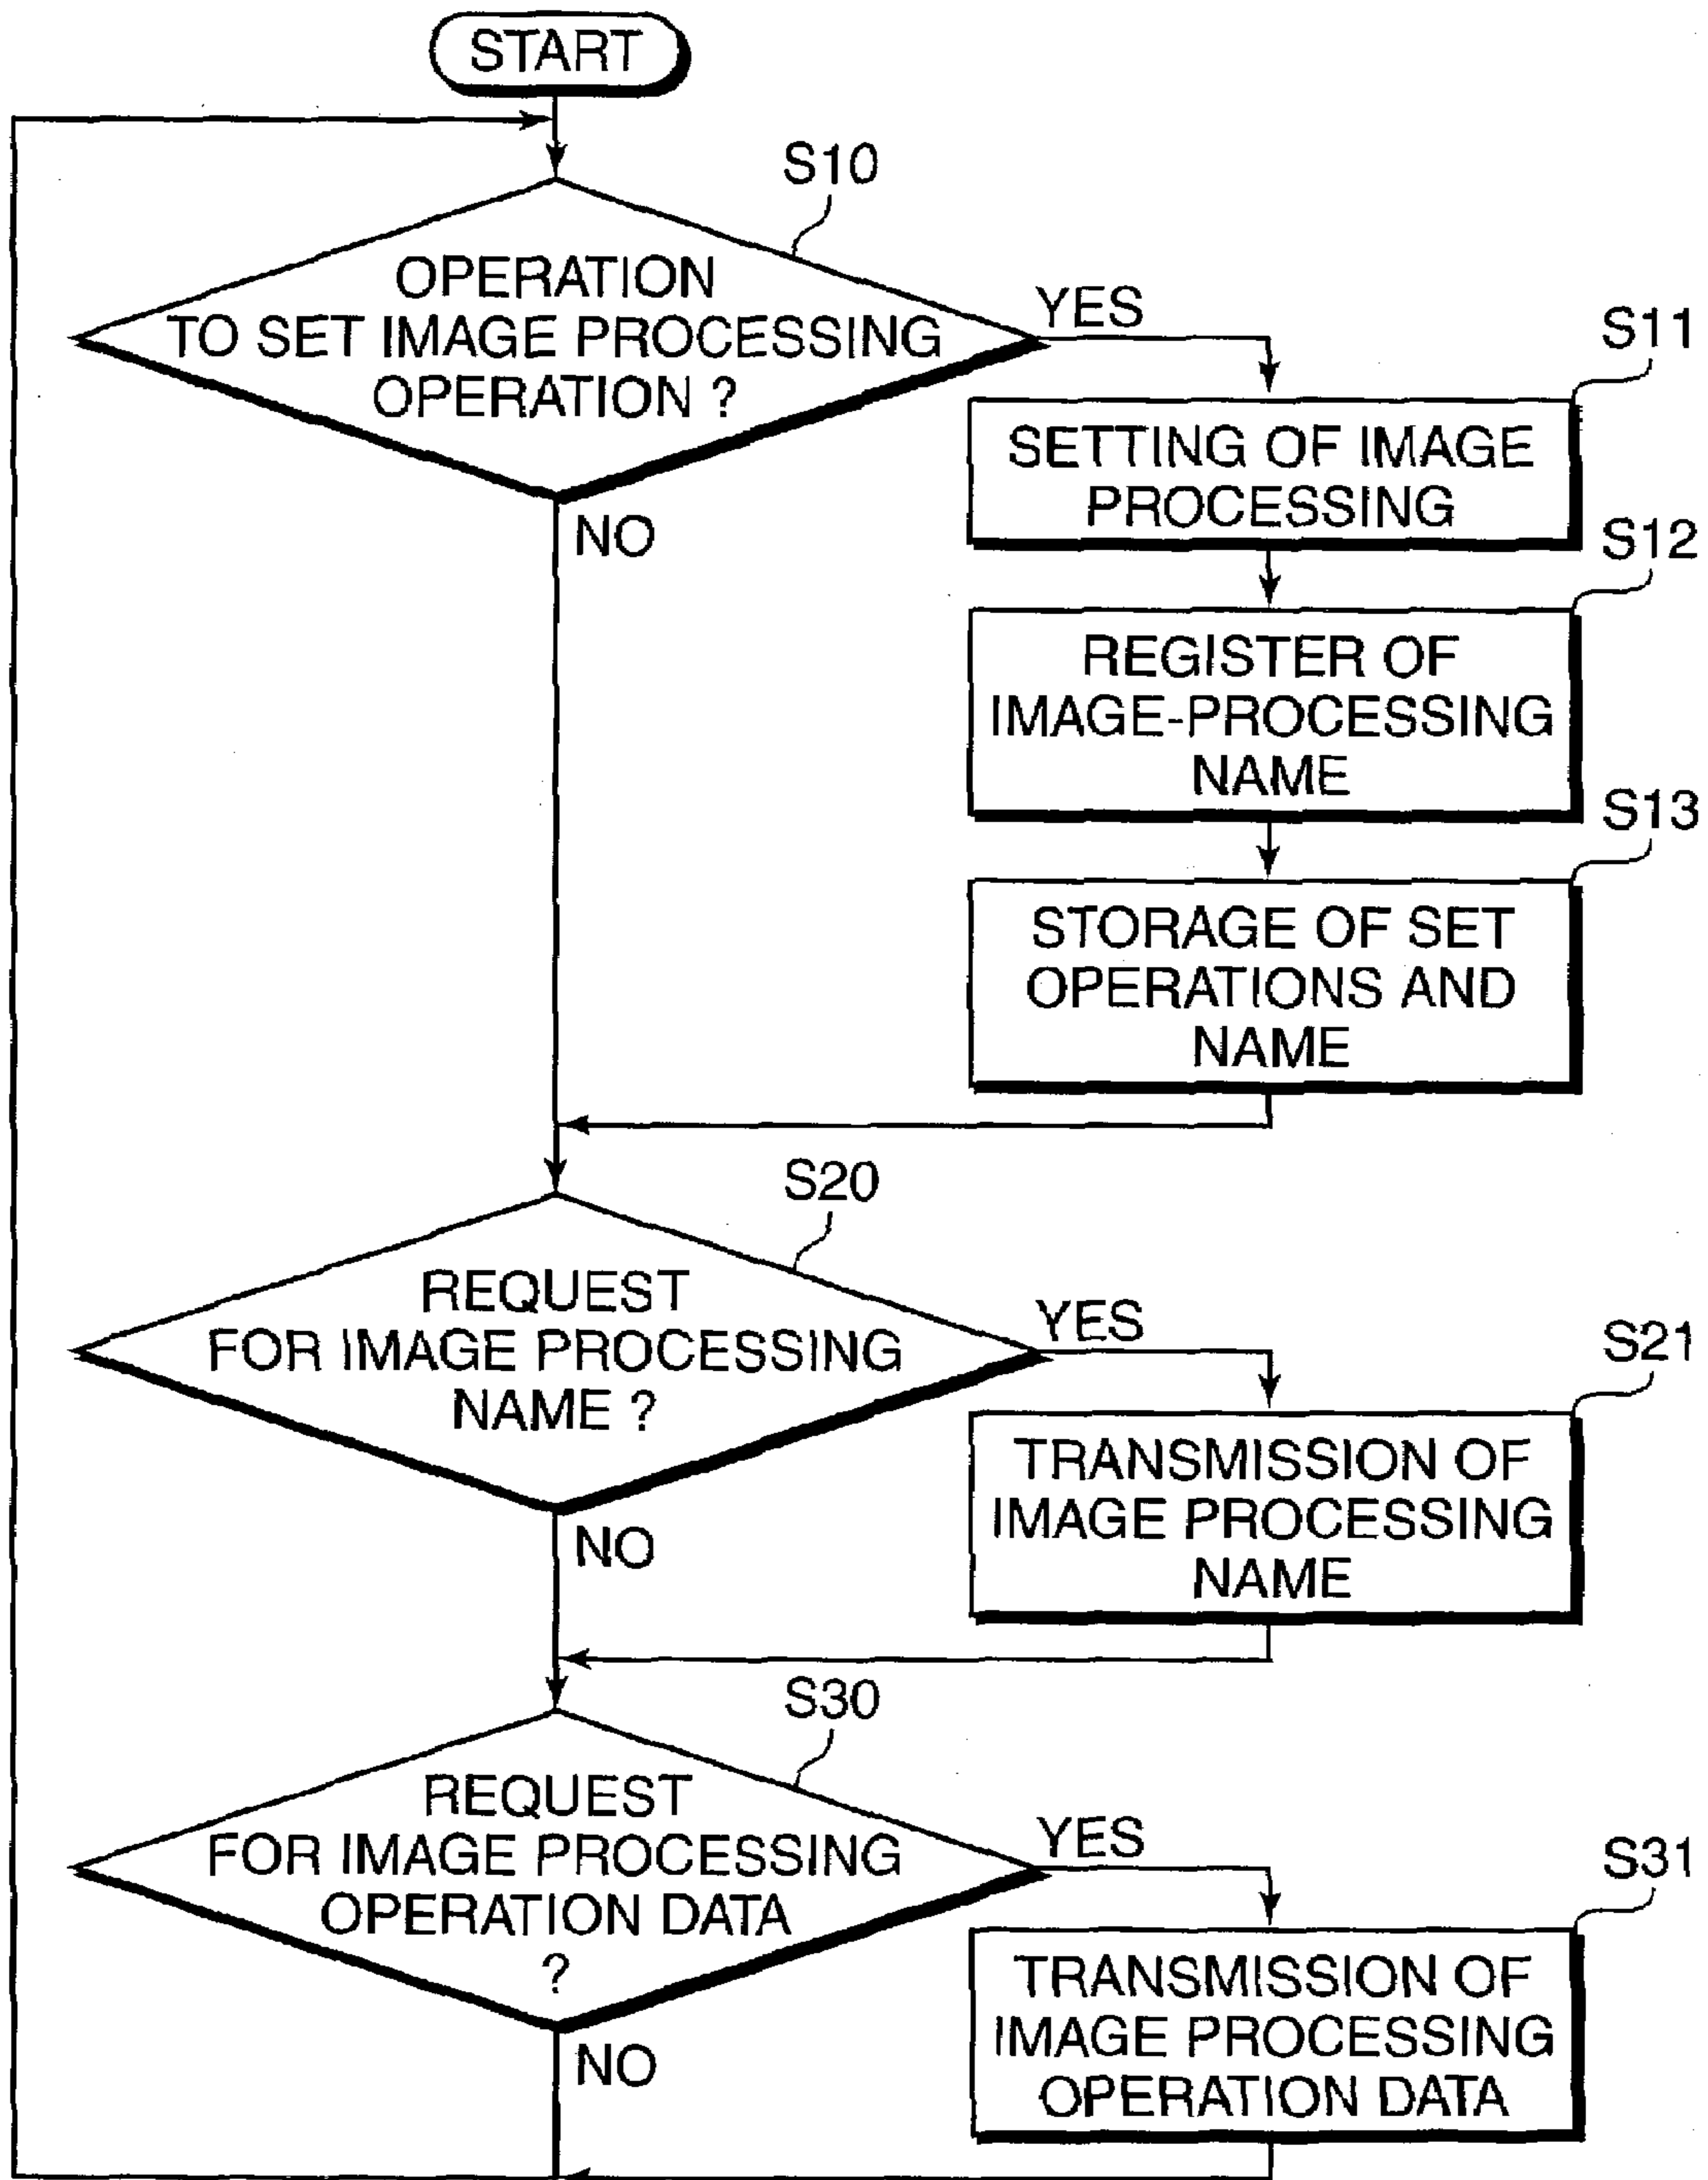 START
S10
OPERATION
TO SET IMAGE PROCESSING
OPERATION ?
YES
NO
S11
SETTING OF IMAGE
PROCESSING
S12
REGISTER OF
IMAGE-PROCESSING
NAME
S13
STORAGE OF SET
OPERATIONS AND
NAME
S20
REQUEST
FOR IMAGE PROCESSING
NAME ?
YES
NO
S21
TRANSMISSION OF
IMAGE PROCESSING
NAME
S30
REQUEST
FOR IMAGE PROCESSING
OPERATION DATA
?
YES
NO
S31
TRANSMISSION OF
IMAGE PROCESSING
OPERATION DATA